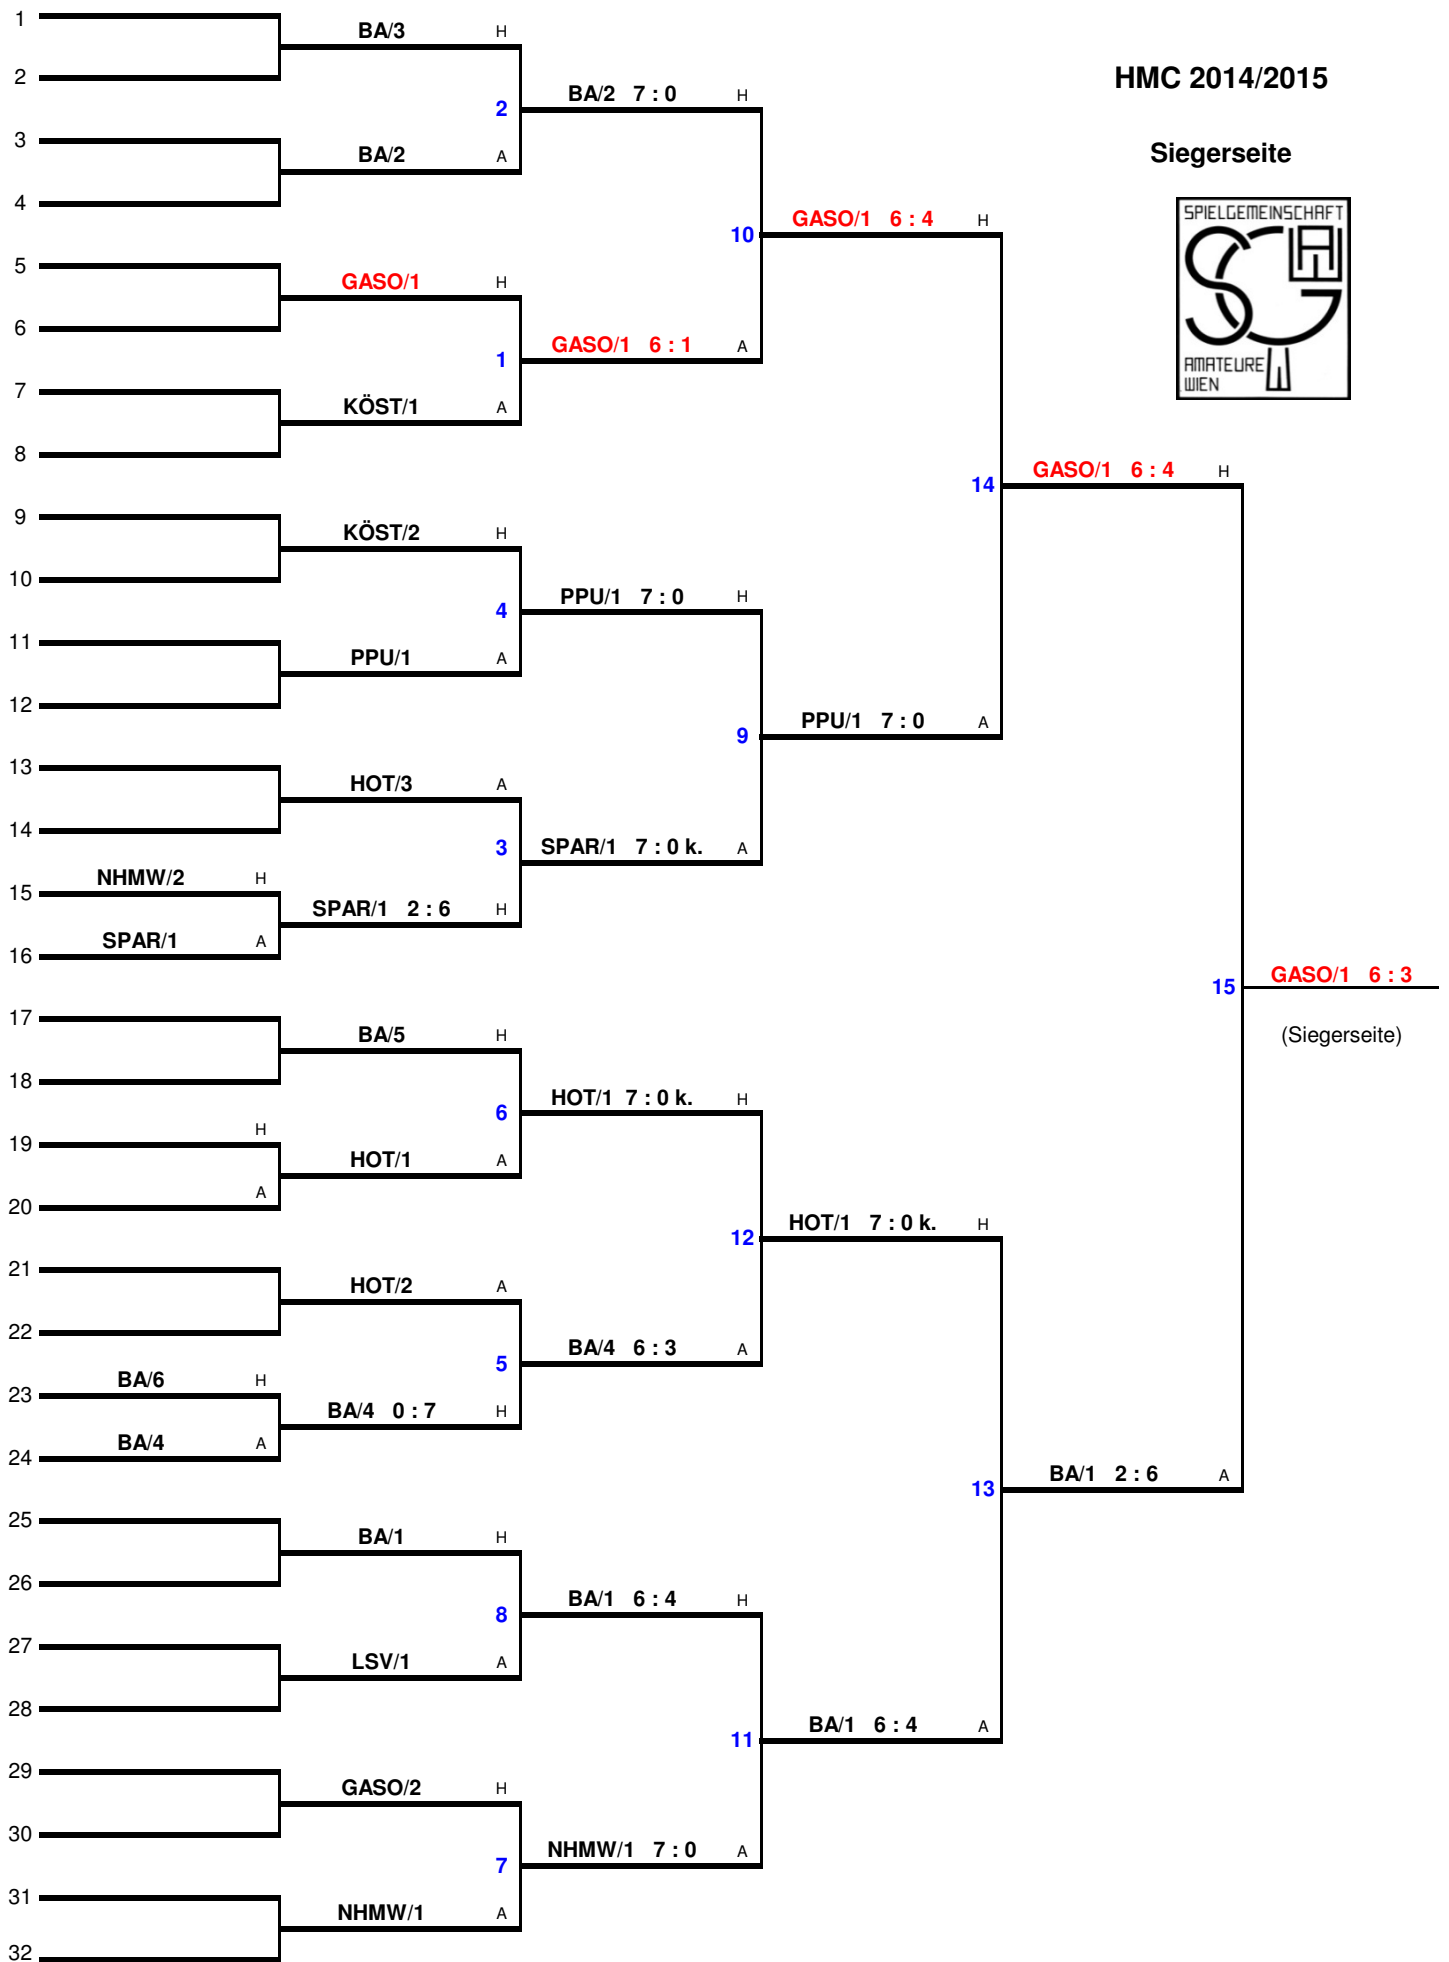 HMC 2014/2015
Siegerseite
SPIELGEMEINSCHAFT
SG
AW
AMATEURE
WIEN
1
BA/3 H
2
2 BA/2 7 : 0 H
3
BA/2 A
4
10 GASO/1 6 : 4 H
5
GASO/1 H
6
1 GASO/1 6 : 1 A
7
KÖST/1 A
8
14 GASO/1 6 : 4 H
9
KÖST/2 H
10
4 PPU/1 7 : 0 H
11
PPU/1 A
12
9 PPU/1 7 : 0 A
13
HOT/3 A
14
3 SPAR/1 7 : 0 k. A
15 NHMW/2 H
SPAR/1 2 : 6 H
16 SPAR/1 A
15 GASO/1 6 : 3
(Siegerseite)
17
BA/5 H
18
6 HOT/1 7 : 0 k. H
19 H
HOT/1 A
20 A
12 HOT/1 7 : 0 k. H
21
HOT/2 A
22
5 BA/4 6 : 3 A
23 BA/6 H
BA/4 0 : 7 H
24 BA/4 A
13 BA/1 2 : 6 A
25
BA/1 H
26
8 BA/1 6 : 4 H
27
LSV/1 A
28
11 BA/1 6 : 4 A
29
GASO/2 H
30
7 NHMW/1 7 : 0 A
31
NHMW/1 A
32